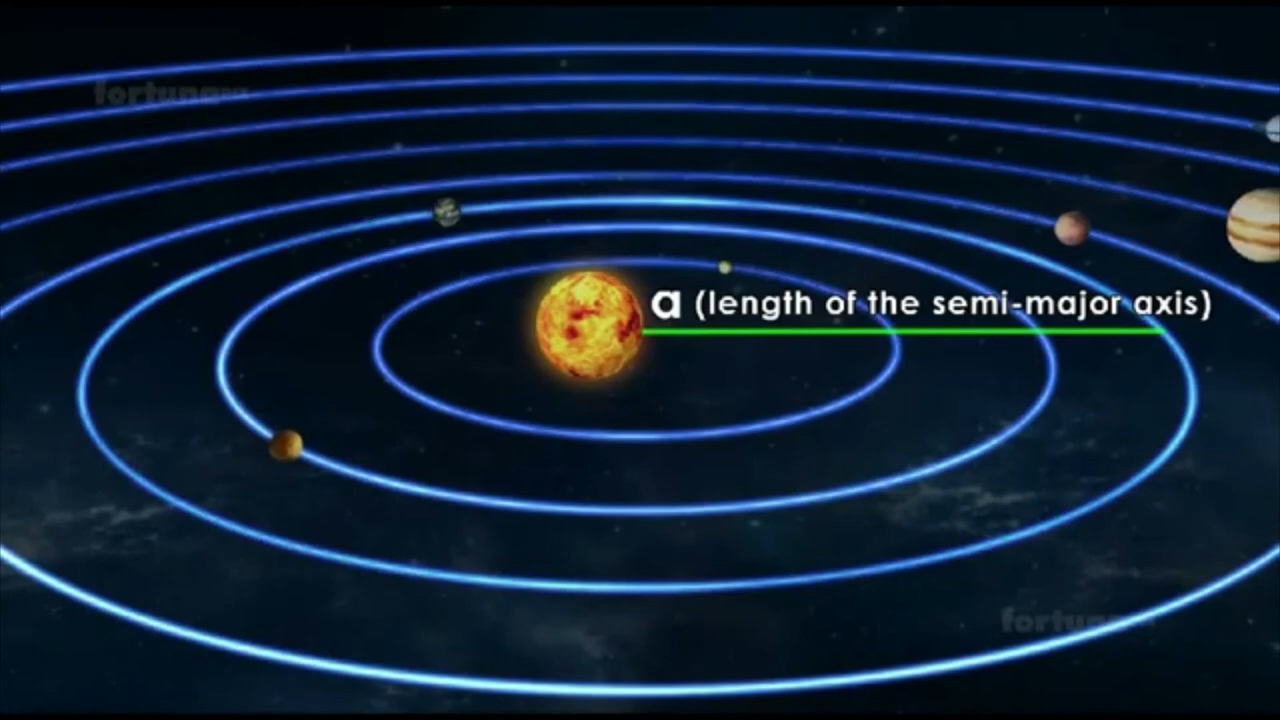 a (length of the semi-major axis)